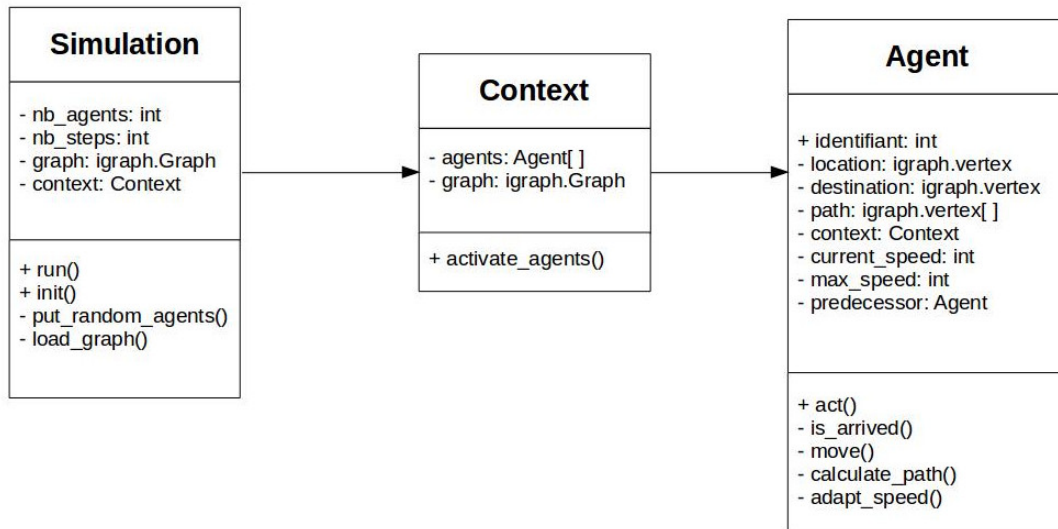 Simulation
- nb_agents: int
- nb_steps: int
- graph: igraph.Graph
- context: Context
+ run()
+ init()
- put_random_agents()
- load_graph()
Context
- agents: Agent[ ]
- graph: igraph.Graph
+ activate_agents()
Agent
+ identifiant: int
- location: igraph.vertex
- destination: igraph.vertex
- path: igraph.vertex[ ]
- context: Context
- current_speed: int
- max_speed: int
- predecessor: Agent
+ act()
- is_arrived()
- move()
- calculate_path()
- adapt_speed()